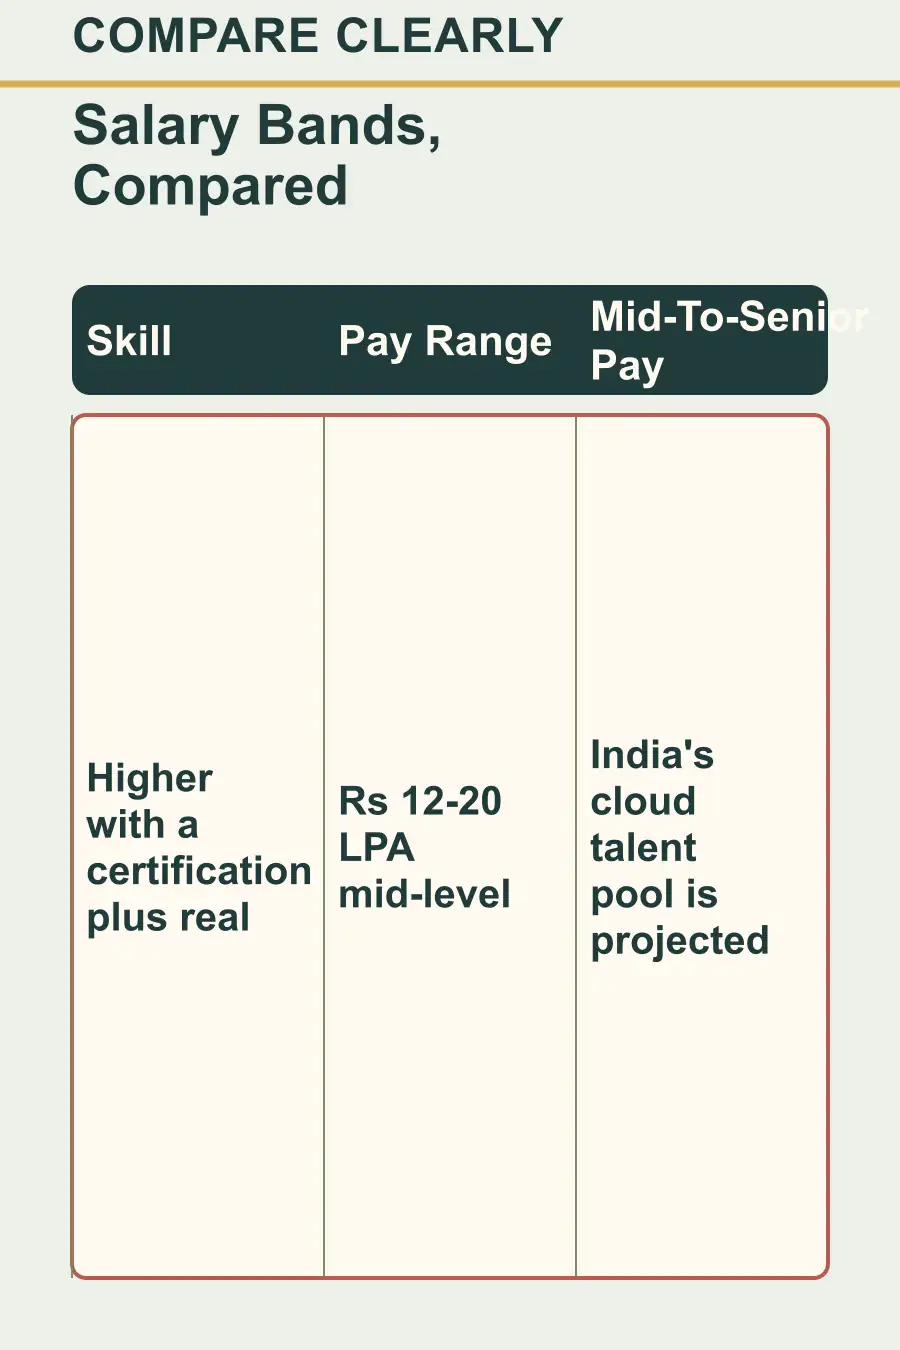 COMPARE CLEARLY
Salary Bands,
Compared
Skill
Pay Range
Mid-To-Senior
Pay
Higher
with a
certification
plus real
Rs 12-20
LPA
mid-level
India's
cloud
talent
pool is
projected